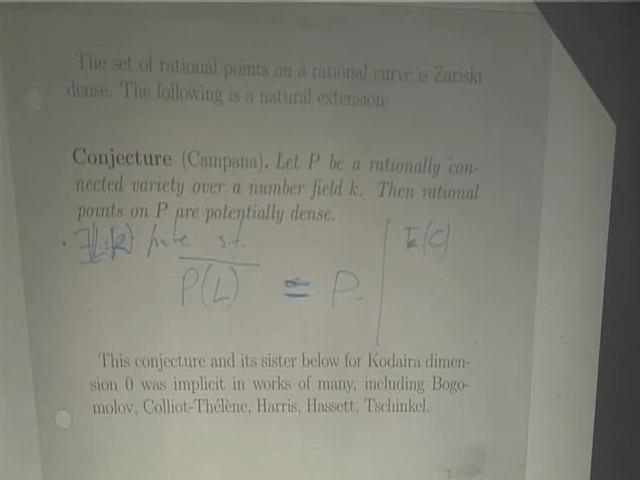 The set of rational points on a rational curve is Zariski
dense. The following is a natural extension:
Conjecture (Campana). Let P be a rationally con-
nected variety over a number field k. Then rational
points on P are potentially dense.
∃[L:k] finite s.t.
P(L) = P.
k(C)
This conjecture and its sister below for Kodaira dimen-
sion 0 was implicit in works of many, including Bogo-
molov, Colliot-Thélène, Harris, Hassett, Tschinkel.